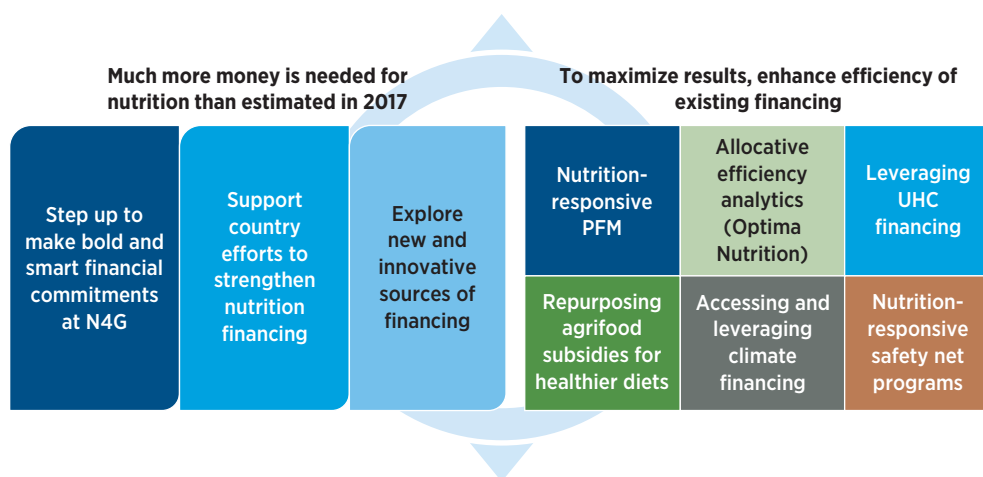 Much more money is needed for
nutrition than estimated in 2017
Step up to
make bold and
smart financial
commitments
at N4G
Support
country
efforts to
strengthen
nutrition
financing
Explore
new and
innovative
sources of
financing
To maximize results, enhance efficiency of
existing financing
Nutrition-
responsive
PFM
Allocative
efficiency
analytics
(Optima
Nutrition)
Leveraging
UHC
financing
Repurposing
agrifood
subsidies for
healthier diets
Accessing and
leveraging
climate
financing
Nutrition-
responsive
safety net
programs